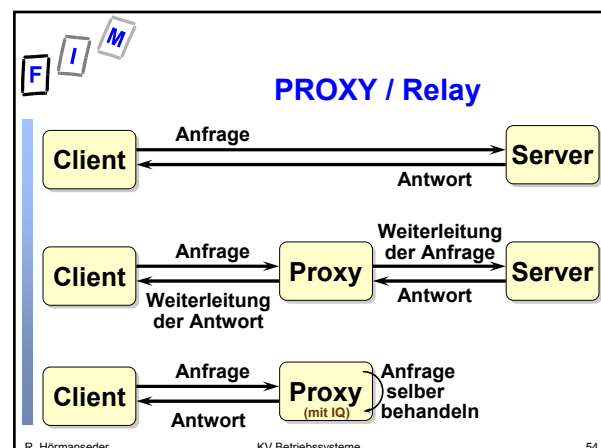 F I M
PROXY / Relay
Client
Anfrage
Antwort
Server
Client
Anfrage
Weiterleitung
der Antwort
Proxy
Weiterleitung
der Anfrage
Antwort
Server
Client
Anfrage
Antwort
Proxy
(mit IQ)
Anfrage
selber
behandeln
R. Hörmanseder KV Betriebssysteme 54